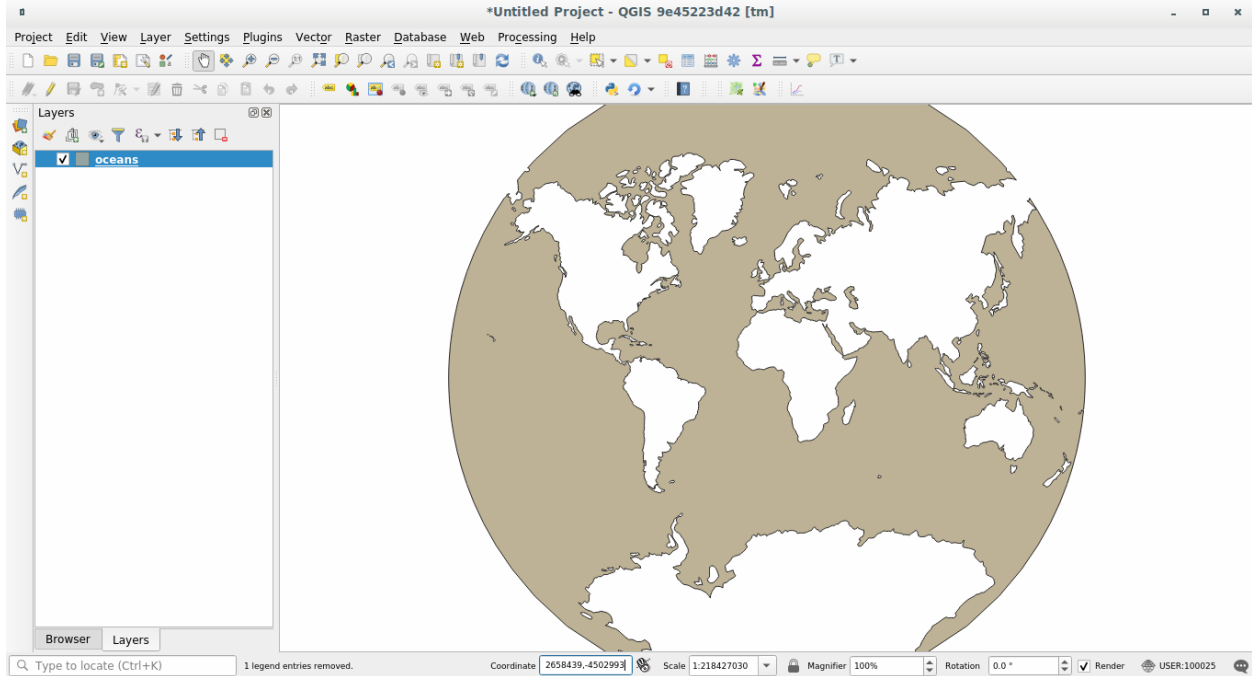 *Untitled Project - QGIS 9e45223d42 [tm]
Project Edit View Layer Settings Plugins Vector Raster Database Web Processing Help
Layers
oceans
Browser Layers
Type to locate (Ctrl+K) 1 legend entries removed. Coordinate 2658439,-4502993 Scale 1:218427030 Magnifier 100% Rotation 0.0 ° Render USER:100025